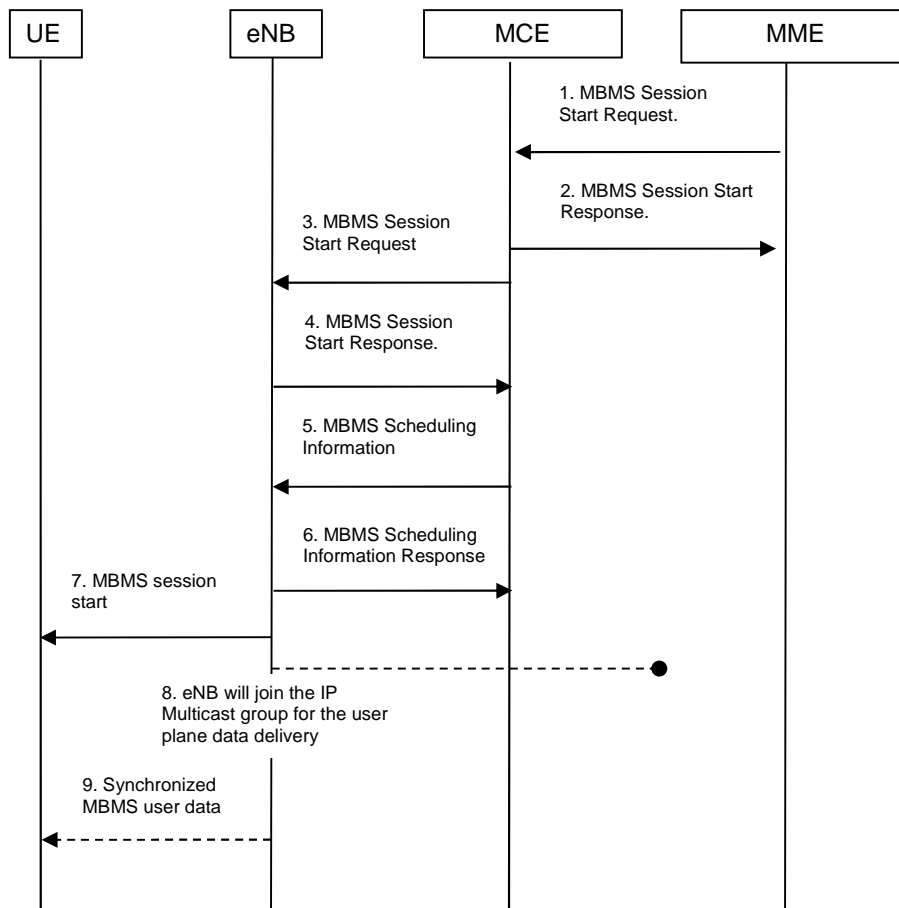 UE
eNB
MCE
MME
1. MBMS Session
Start Request.
2. MBMS Session Start
Response.
3. MBMS Session
Start Request
4. MBMS Session
Start Response.
5. MBMS Scheduling
Information
6. MBMS Scheduling
Information Response
7. MBMS session
start
8. eNB will join the IP
Multicast group for the user
plane data delivery
9. Synchronized
MBMS user data